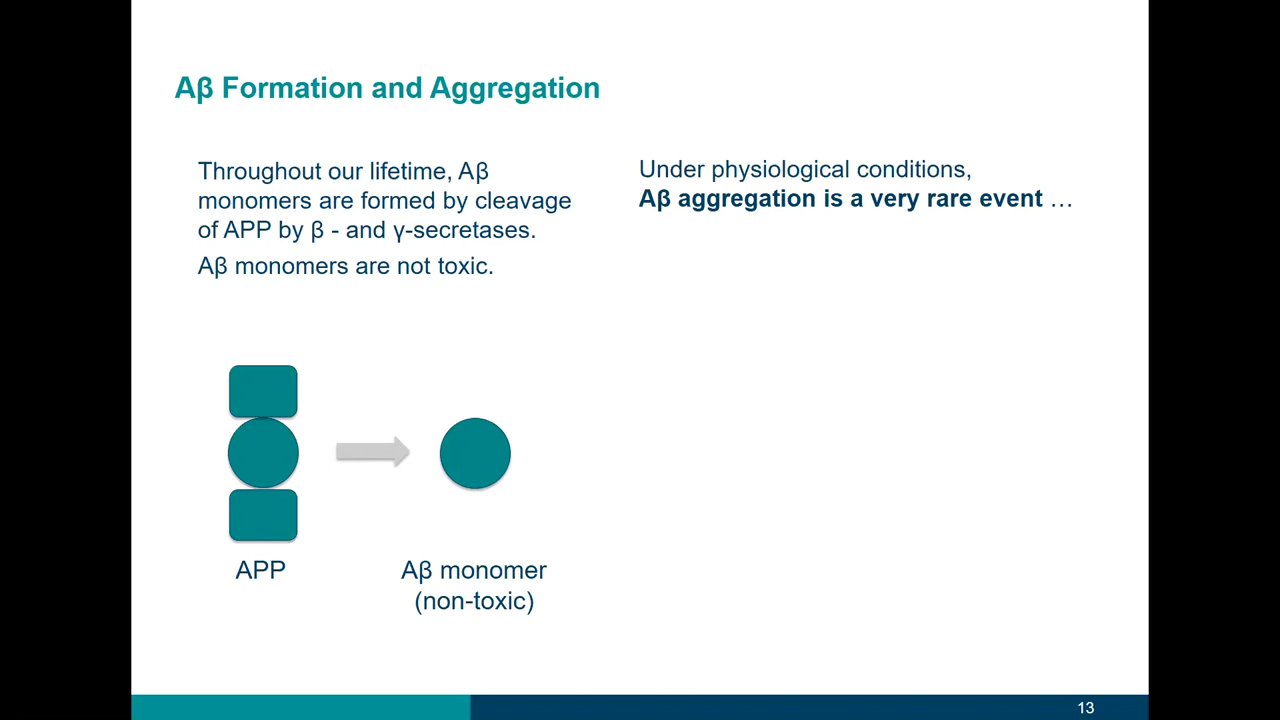 Aβ Formation and Aggregation
Throughout our lifetime, Aβ
monomers are formed by cleavage
of APP by β - and γ-secretases.
Aβ monomers are not toxic.
Under physiological conditions,
Aβ aggregation is a very rare event …
APP
Aβ monomer
(non-toxic)
13